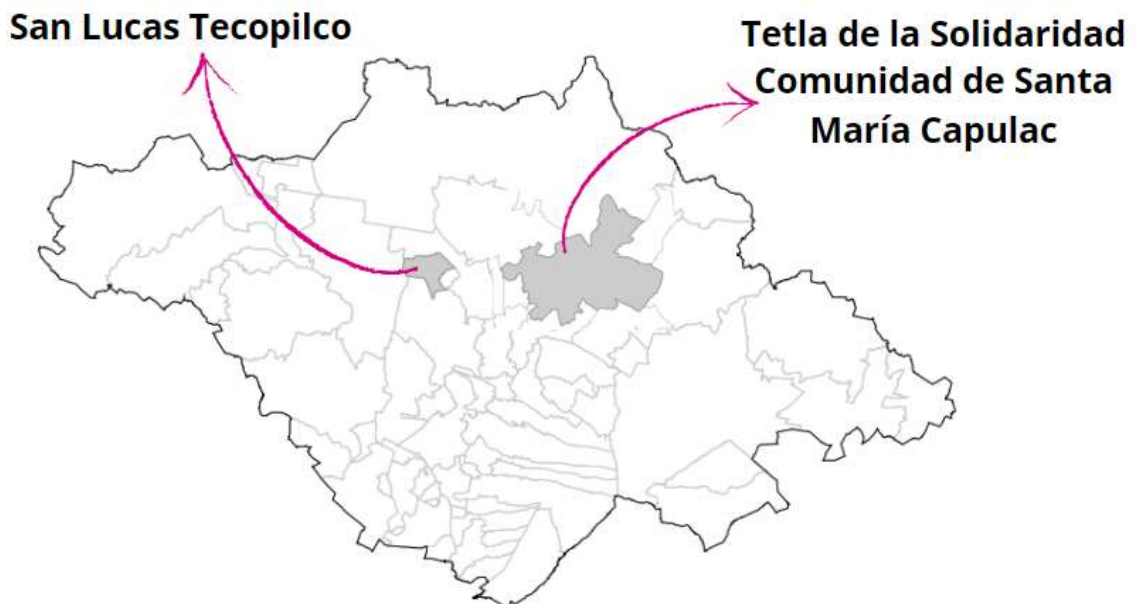 San Lucas Tecopilco
Tetla de la Solidaridad
Comunidad de Santa
María Capulac